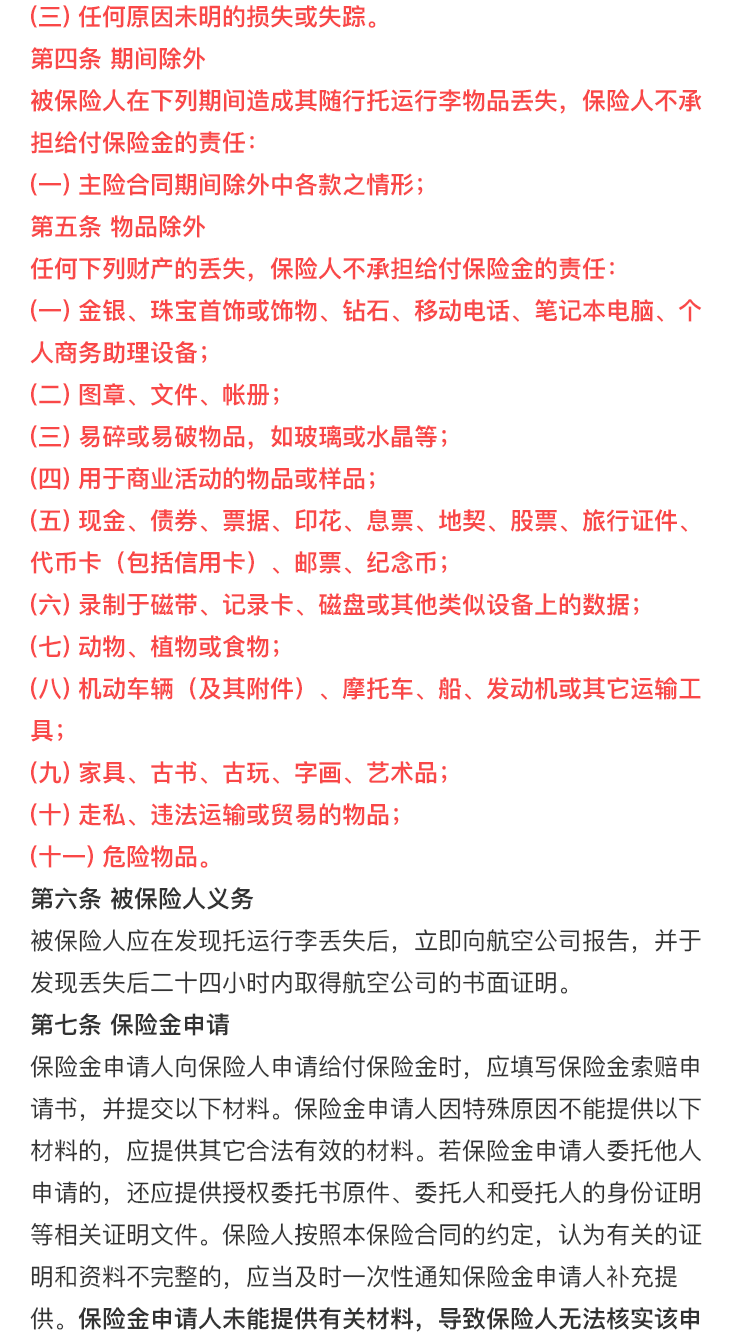 (三) 任何原因未明的损失或失踪。
第四条 期间除外
被保险人在下列期间造成其随行托运行李物品丢失，保险人不承
担给付保险金的责任：
(一) 主险合同期间除外中各款之情形；
第五条 物品除外
任何下列财产的丢失，保险人不承担给付保险金的责任：
(一) 金银、珠宝首饰或饰物、钻石、移动电话、笔记本电脑、个
人商务助理设备；
(二) 图章、文件、帐册；
(三) 易碎或易破物品，如玻璃或水晶等；
(四) 用于商业活动的物品或样品；
(五) 现金、债券、票据、印花、息票、地契、股票、旅行证件、
代币卡（包括信用卡）、邮票、纪念币；
(六) 录制于磁带、记录卡、磁盘或其他类似设备上的数据；
(七) 动物、植物或食物；
(八) 机动车辆（及其附件）、摩托车、船、发动机或其它运输工
具；
(九) 家具、古书、古玩、字画、艺术品；
(十) 走私、违法运输或贸易的物品；
(十一) 危险物品。
第六条 被保险人义务
被保险人应在发现托运行李丢失后，立即向航空公司报告，并于
发现丢失后二十四小时内取得航空公司的书面证明。
第七条 保险金申请
保险金申请人向保险人申请给付保险金时，应填写保险金索赔申
请书，并提交以下材料。保险金申请人因特殊原因不能提供以下
材料的，应提供其它合法有效的材料。若保险金申请人委托他人
申请的，还应提供授权委托书原件、委托人和受托人的身份证明
等相关证明文件。保险人按照本保险合同的约定，认为有关的证
明和资料不完整的，应当及时一次性通知保险金申请人补充提
供。保险金申请人未能提供有关材料，导致保险人无法核实该申